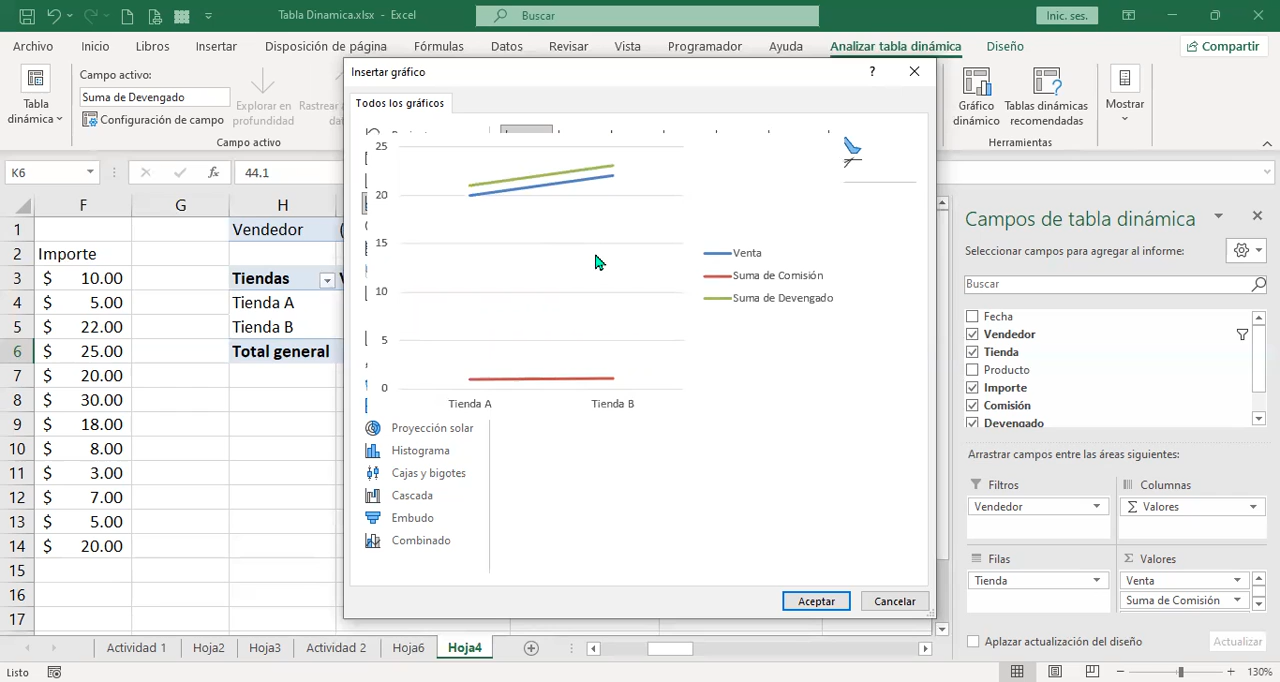 Tabla Dinamica.xlsx - Excel
Buscar
Inic. ses.
Archivo Inicio Libros Insertar Disposición de página Fórmulas Datos Revisar Vista Programador Ayuda Analizar tabla dinámica Diseño
Compartir
Tabla dinámica
Campo activo:
Suma de Devengado
Configuración de campo
Explorar en profundidad
Rastrear
Campo activo
Gráfico dinámico
Tablas dinámicas recomendadas
Herramientas
Mostrar
K6
fx
44.1
F G H
1 Vendedor (
2 Importe
3 $ 10.00 Tiendas
4 $ 5.00 Tienda A
5 $ 22.00 Tienda B
6 $ 25.00 Total general
7 $ 20.00
8 $ 30.00
9 $ 18.00
10 $ 8.00
11 $ 3.00
12 $ 7.00
13 $ 5.00
14 $ 20.00
15
16
17
Insertar gráfico
?
Todos los gráficos
25
20
15
10
5
0
Tienda A Tienda B
Venta
Suma de Comisión
Suma de Devengado
Proyección solar
Histograma
Cajas y bigotes
Cascada
Embudo
Combinado
Aceptar
Cancelar
Campos de tabla dinámica
Seleccionar campos para agregar al informe:
Buscar
Fecha
Vendedor
Tienda
Producto
Importe
Comisión
Devengado
Arrastrar campos entre las áreas siguientes:
Filtros
Vendedor
Columnas
Σ Valores
Filas
Tienda
Σ Valores
Venta
Suma de Comisión
Aplazar actualización del diseño
Actualizar
Actividad 1 Hoja2 Hoja3 Actividad 2 Hoja6 Hoja4
Listo
130%